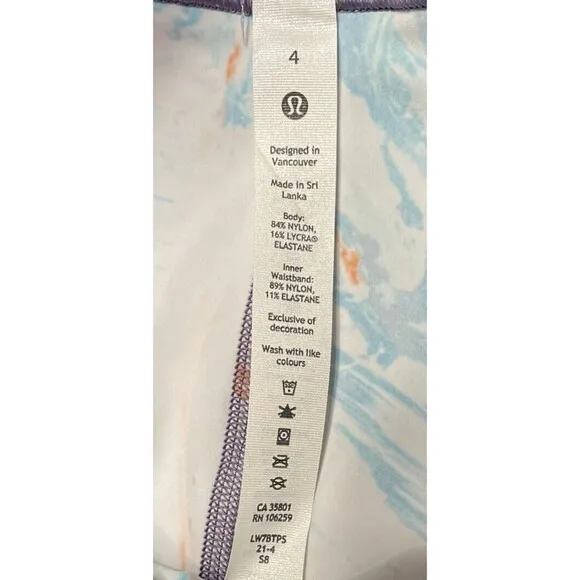 4
Designed in
Vancouver
Made in Sri
Lanka
Body:
84% NYLON,
16% LYCRA®
ELASTANE
Inner
Waistband:
89% NYLON,
11% ELASTANE
Exclusive of
decoration
Wash with like
colours
CA 35801
RN 106259
LW7BTPS
21-4
S8